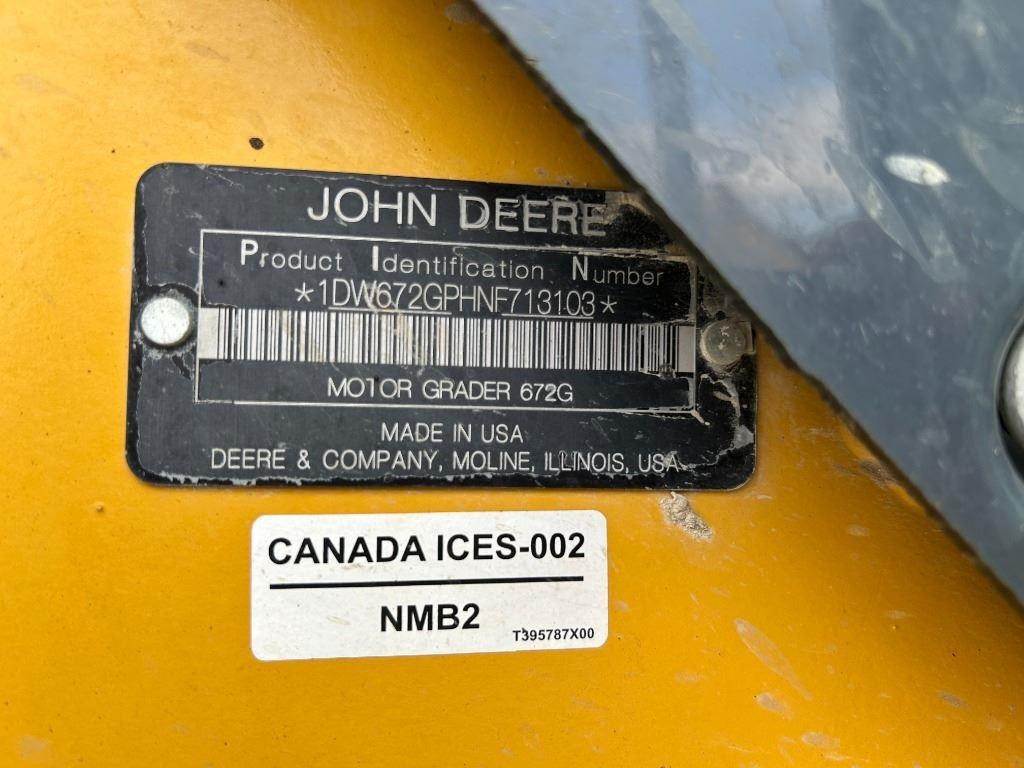 JOHN DEERE
Product Identification Number
*1DW672GPHNF713103*
MOTOR GRADER 672G
MADE IN USA
DEERE & COMPANY, MOLINE, ILLINOIS, USA
CANADA ICES-002
NMB2
T395787X00